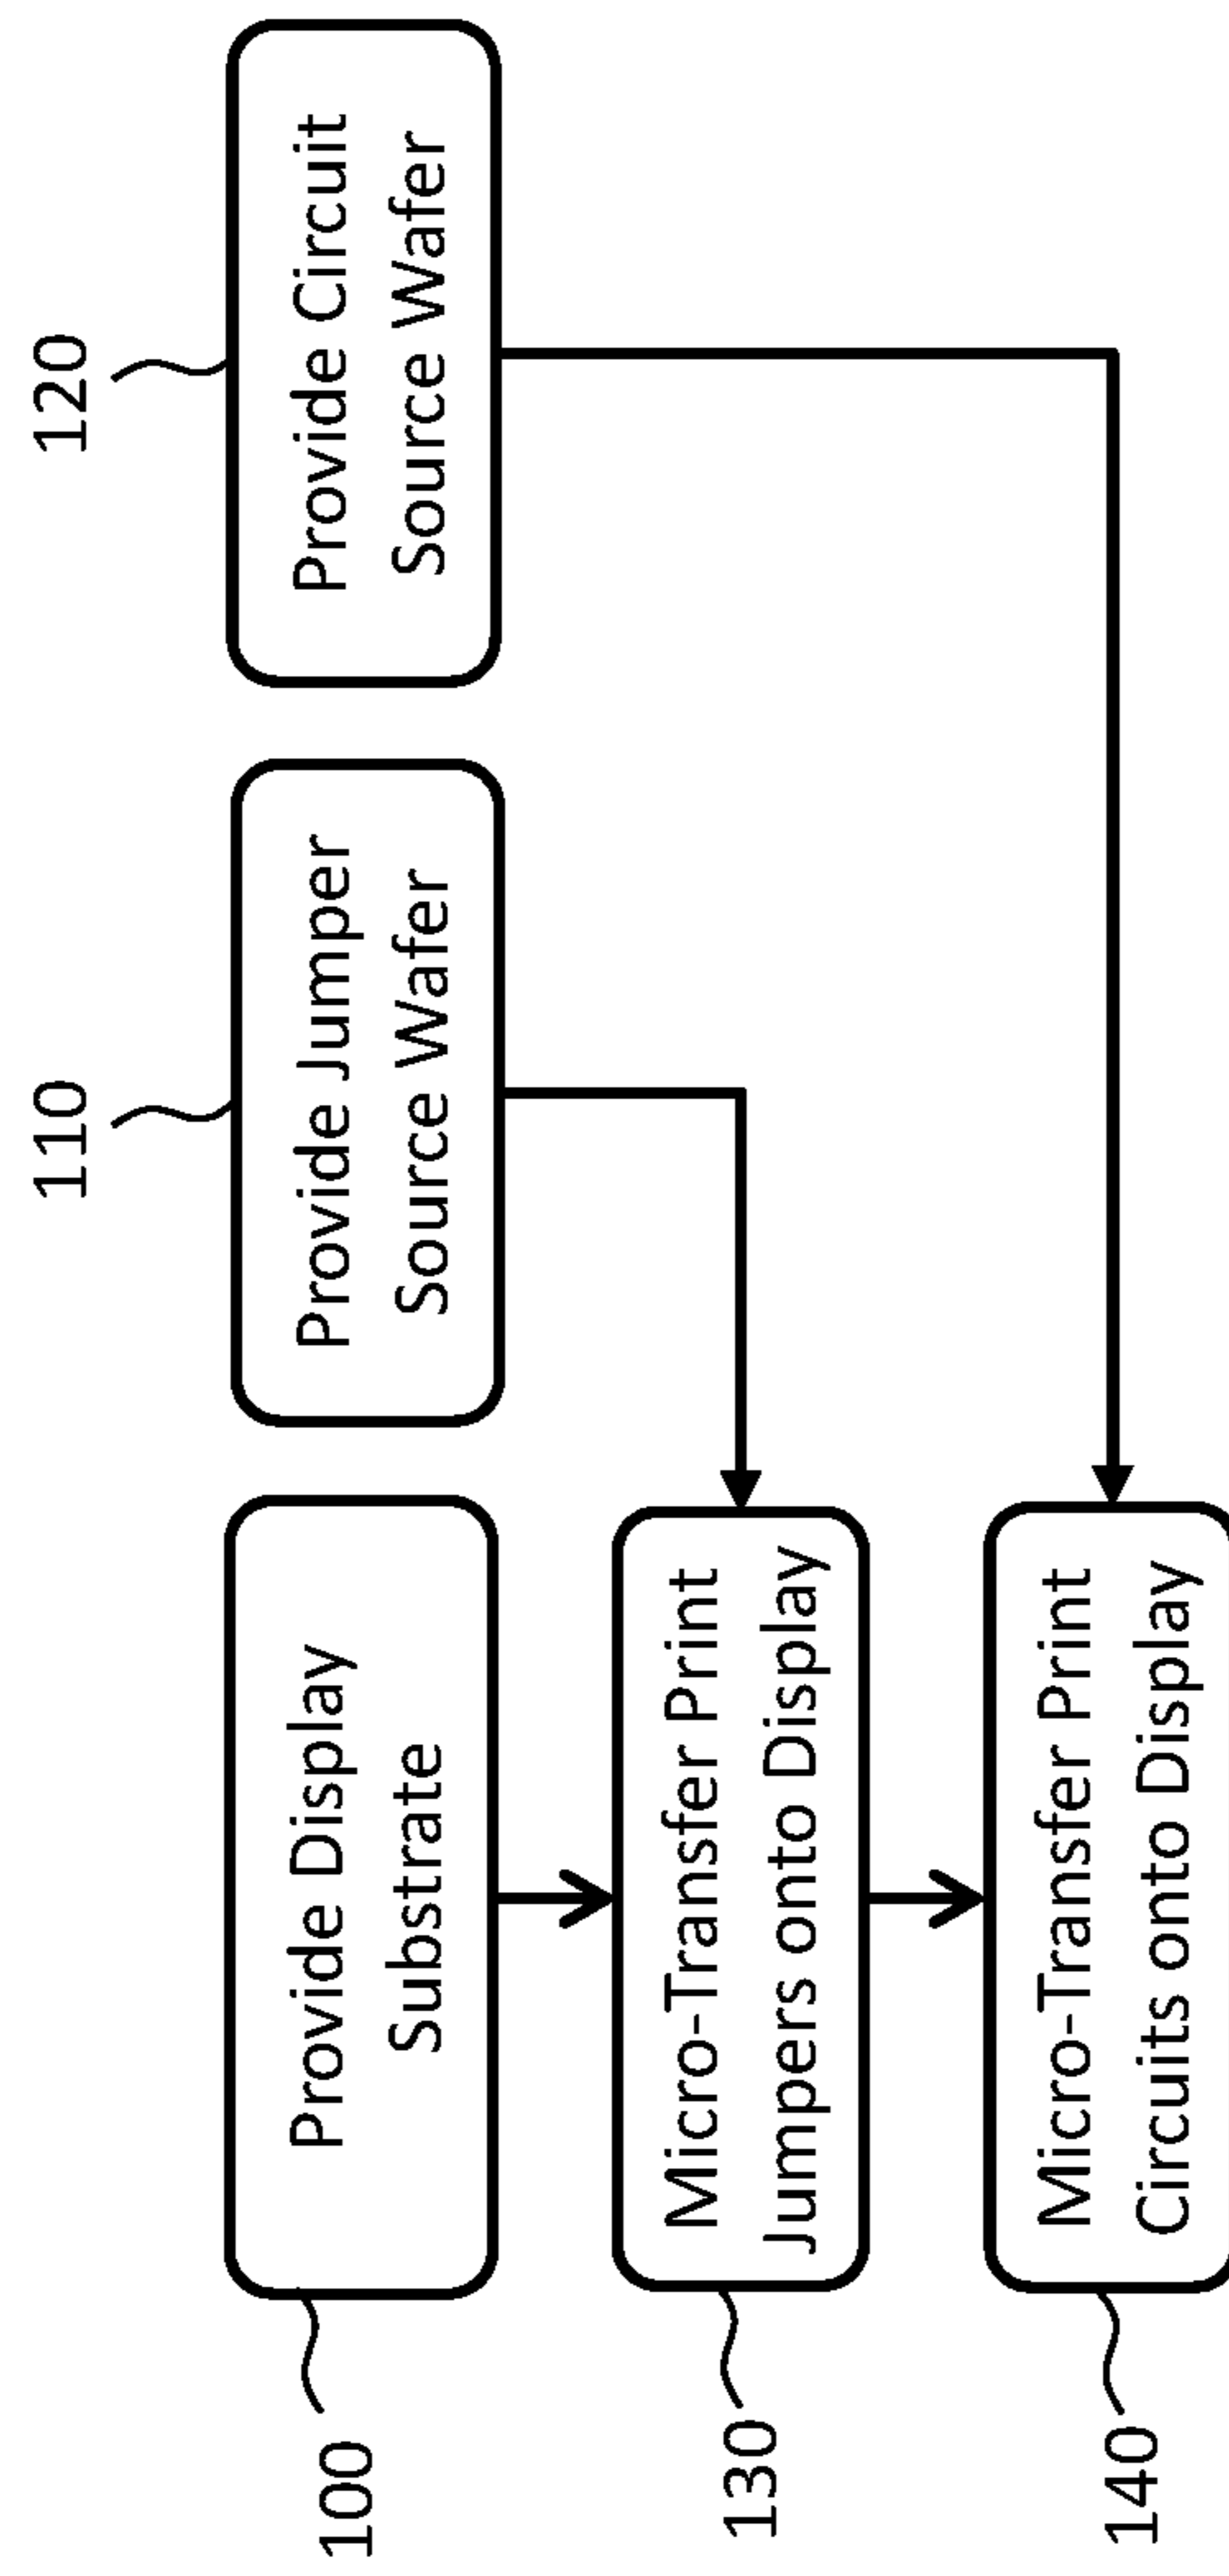 100
Provide Display
Substrate
110
Provide Jumper
Source Wafer
120
Provide Circuit
Source Wafer
130
Micro-Transfer Print
Jumpers onto Display
140
Micro-Transfer Print
Circuits onto Display